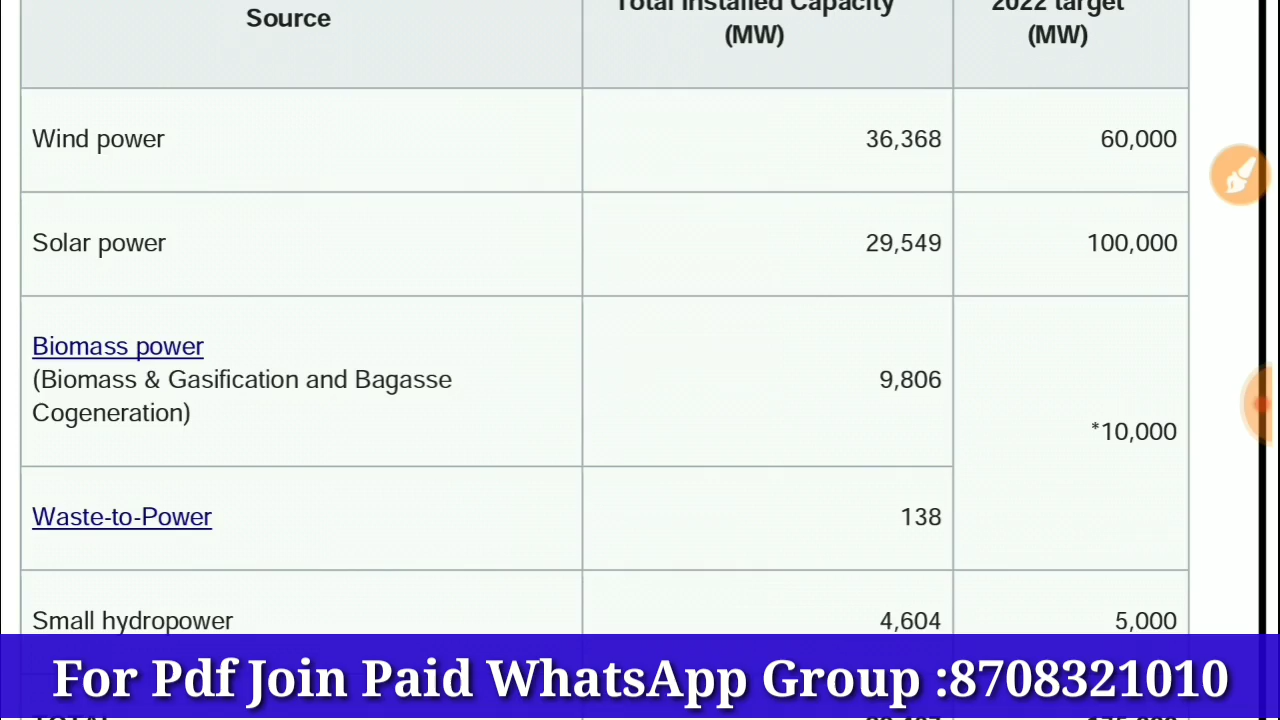 Source
Total Installed Capacity
(MW)
2022 target
(MW)
Wind power
36,368
60,000
Solar power
29,549
100,000
Biomass power
(Biomass & Gasification and Bagasse
Cogeneration)
9,806
*10,000
Waste-to-Power
138
Small hydropower
4,604
5,000
For Pdf Join Paid WhatsApp Group :8708321010